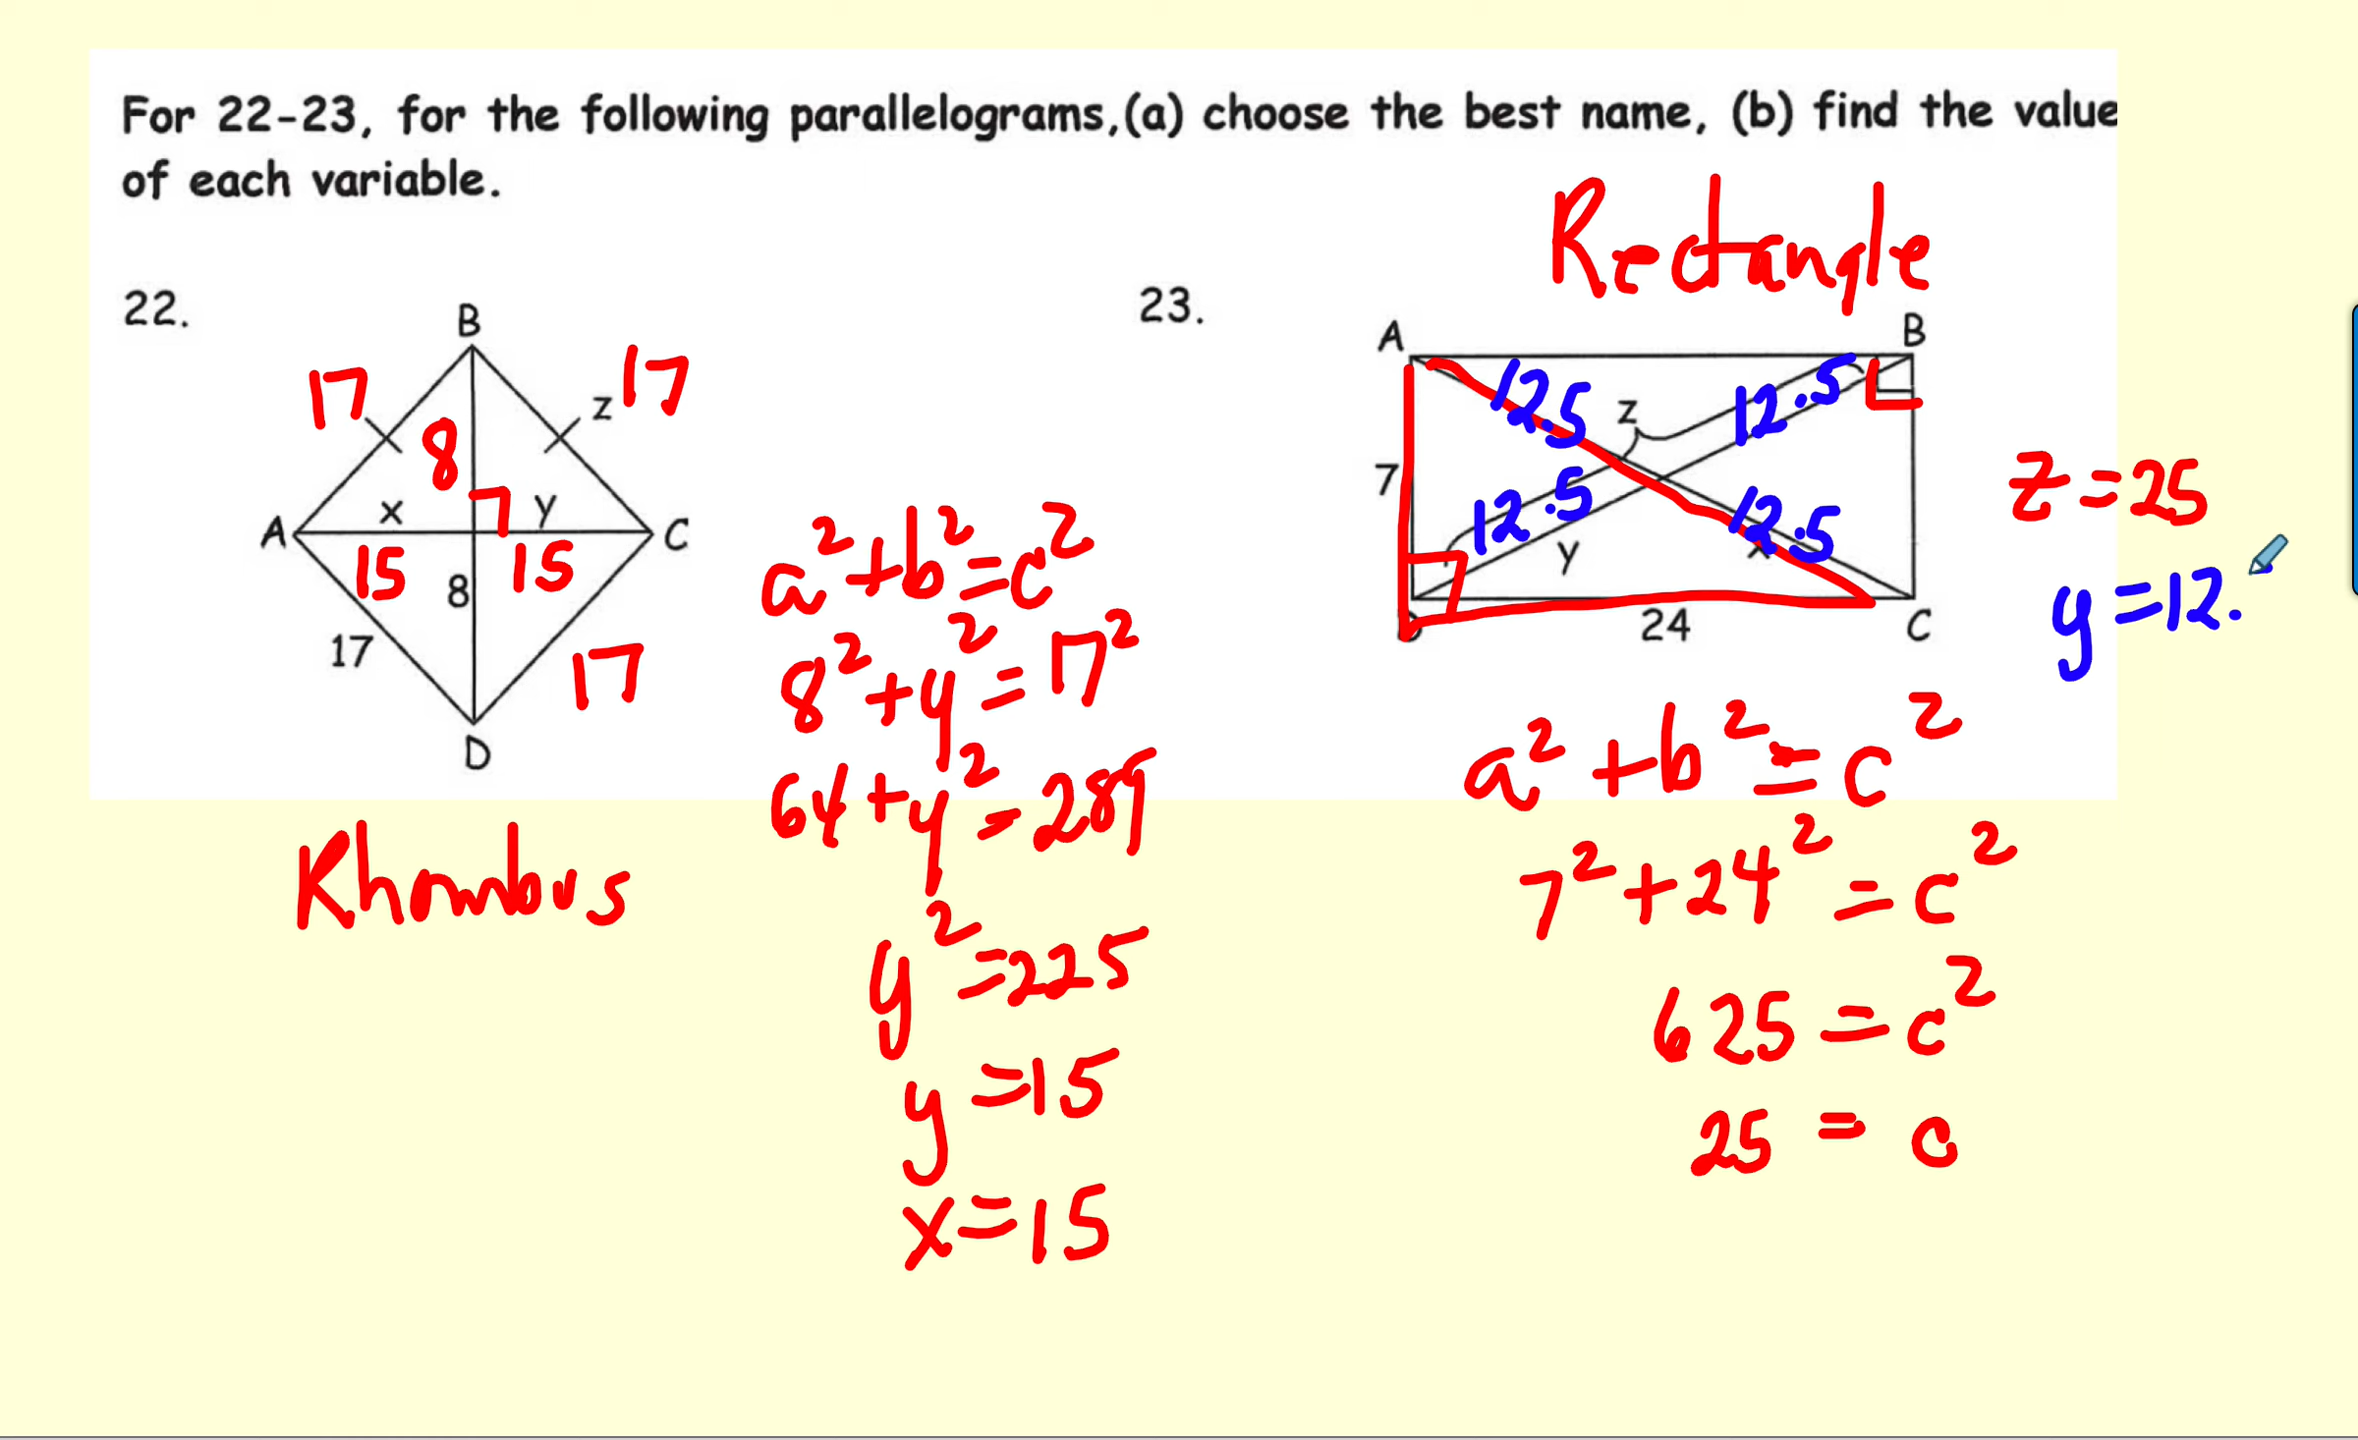 For 22-23, for the following parallelograms,(a) choose the best name, (b) find the value
of each variable.
22.
B
17
z 17
8
x
7
y
A
C
15
15
8
17
17
D
Rhombus
a²+b²=c²
8²+y²=17²
64+y²=289
y²=225
y=15
x=15
23.
Rectangle
A
B
12.5
z
12.5
7
12.5
12.5
y
x
24
C
z=25
y=12.
a²+b²=c²
7²+24²=c²
625=c²
25=c